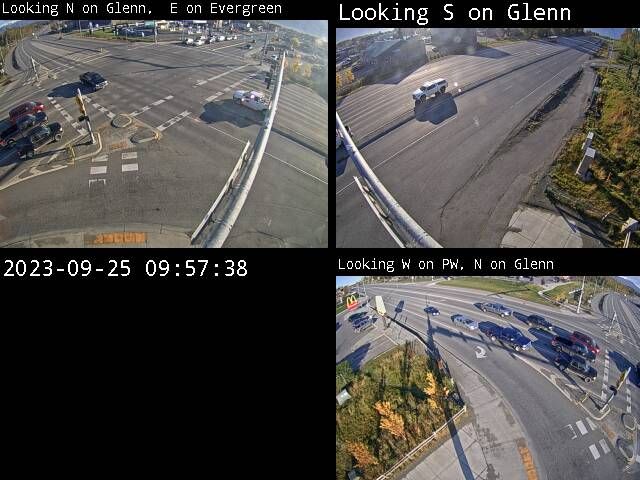 Looking N on Glenn,  E on Evergreen
Looking S on Glenn
2023-09-25 09:57:38
Looking W on PW, N on Glenn